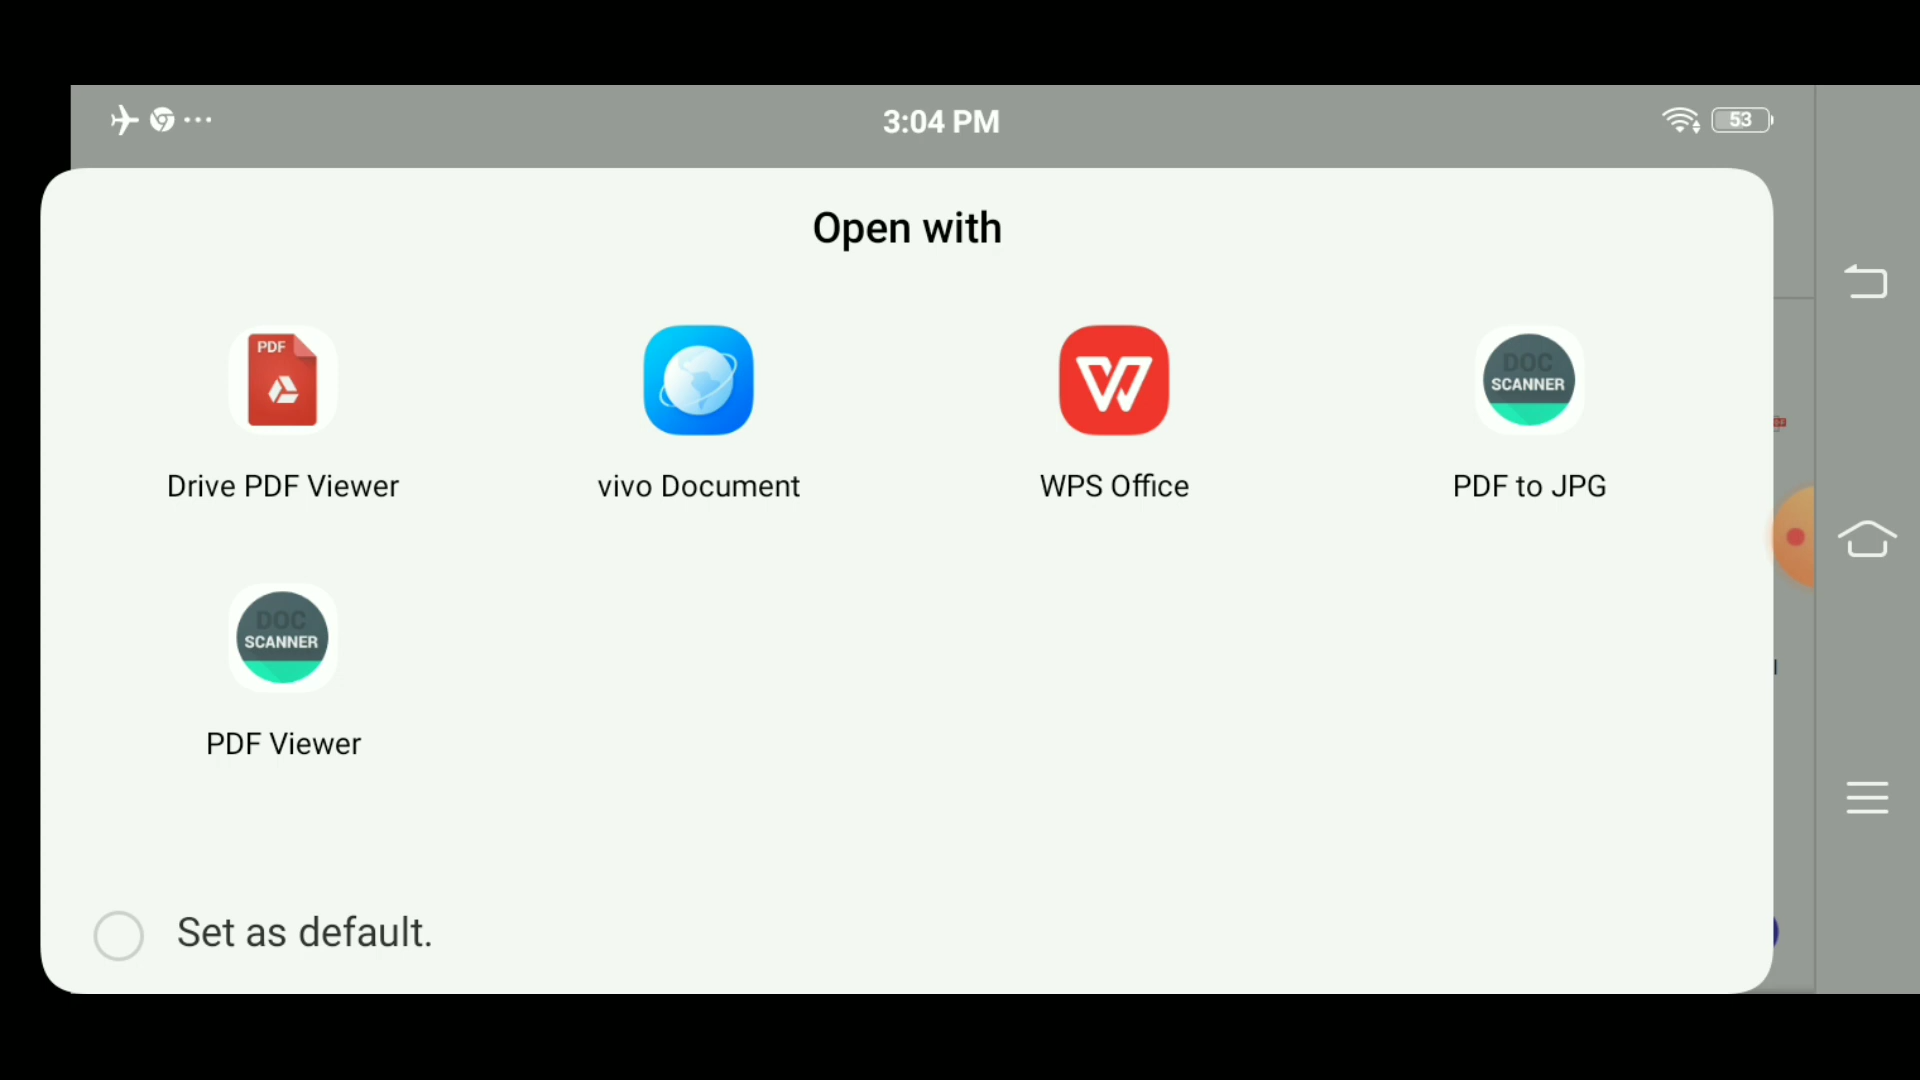 3:04 PM
53
Open with
PDF
DOC
SCANNER
Drive PDF Viewer
vivo Document
WPS Office
PDF to JPG
DOC
SCANNER
PDF Viewer
Set as default.